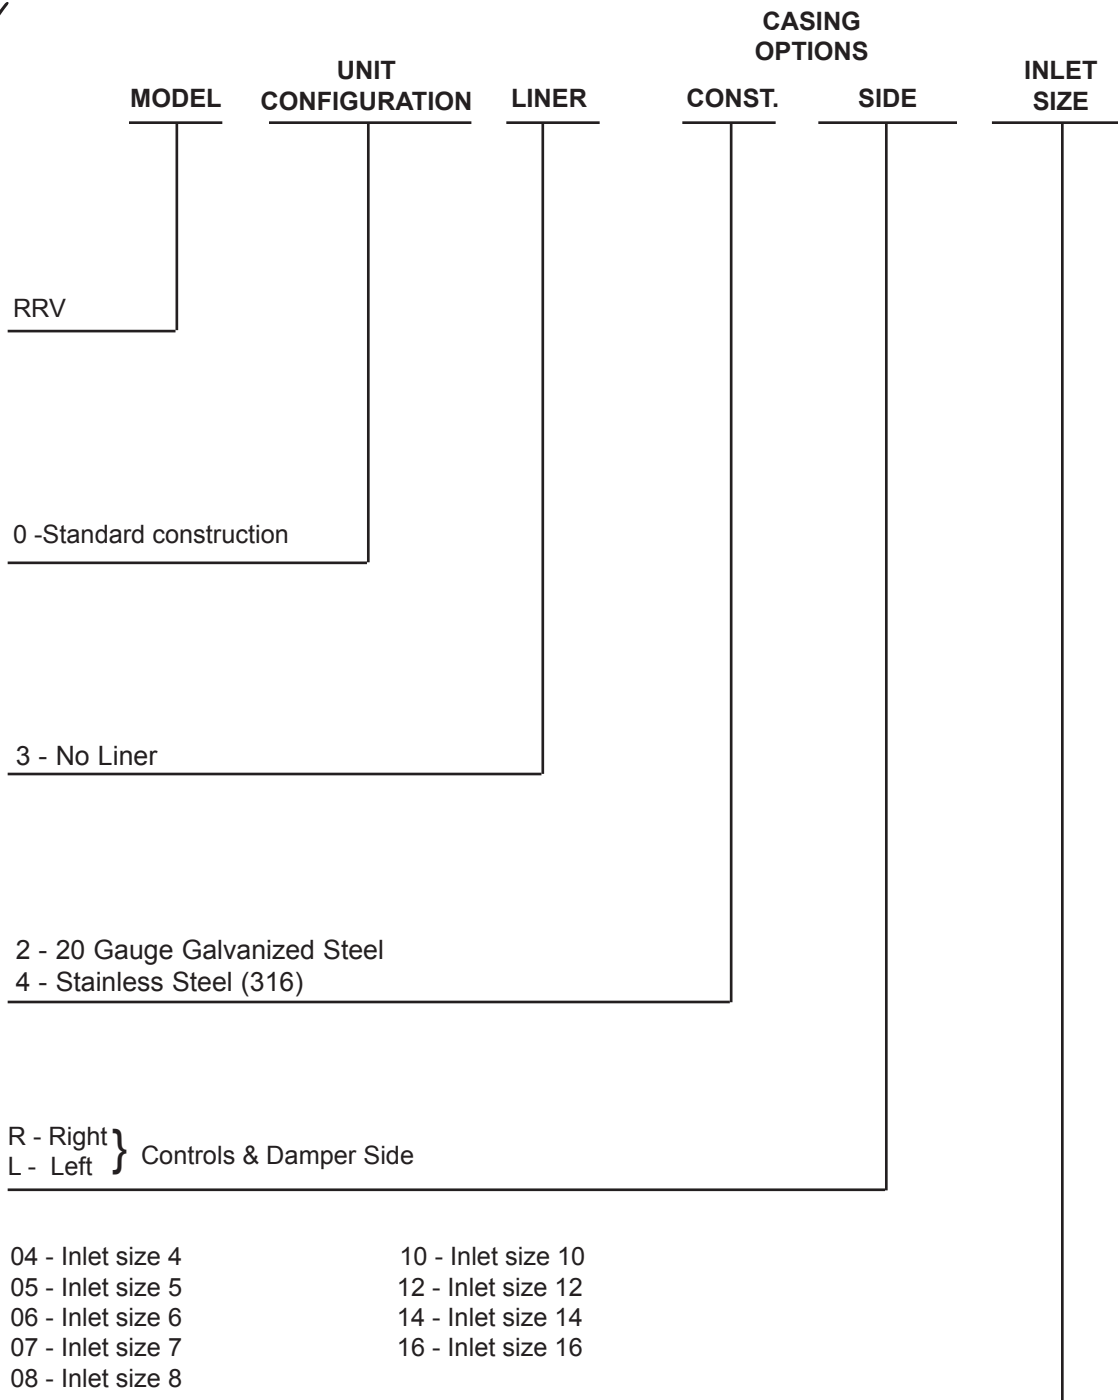 CASING
OPTIONS
UNIT
INLET
MODEL CONFIGURATION LINER CONST. SIDE SIZE
RRV
0 -Standard construction
3 - No Liner
2 - 20 Gauge Galvanized Steel
4 - Stainless Steel (316)
R - Right
L - Left
} Controls & Damper Side
04 - Inlet size 4
05 - Inlet size 5
06 - Inlet size 6
07 - Inlet size 7
08 - Inlet size 8
10 - Inlet size 10
12 - Inlet size 12
14 - Inlet size 14
16 - Inlet size 16